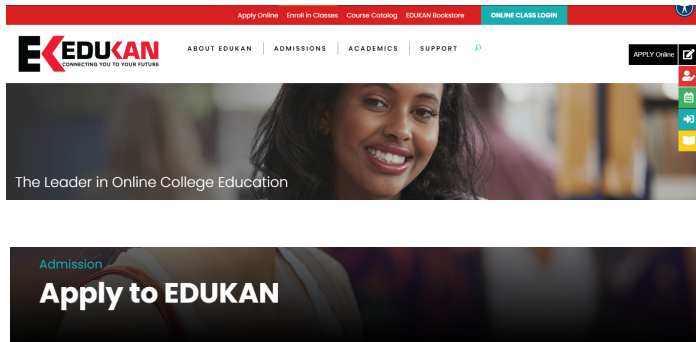 Apply Online Enroll in Classes Course Catalog EDUKAN Bookstore ONLINE CLASS LOGIN
EK EDUKAN
CONNECTING YOU TO YOUR FUTURE
ABOUT EDUKAN ADMISSIONS ACADEMICS SUPPORT
APPLY Online
The Leader in Online College Education
Admission
Apply to EDUKAN